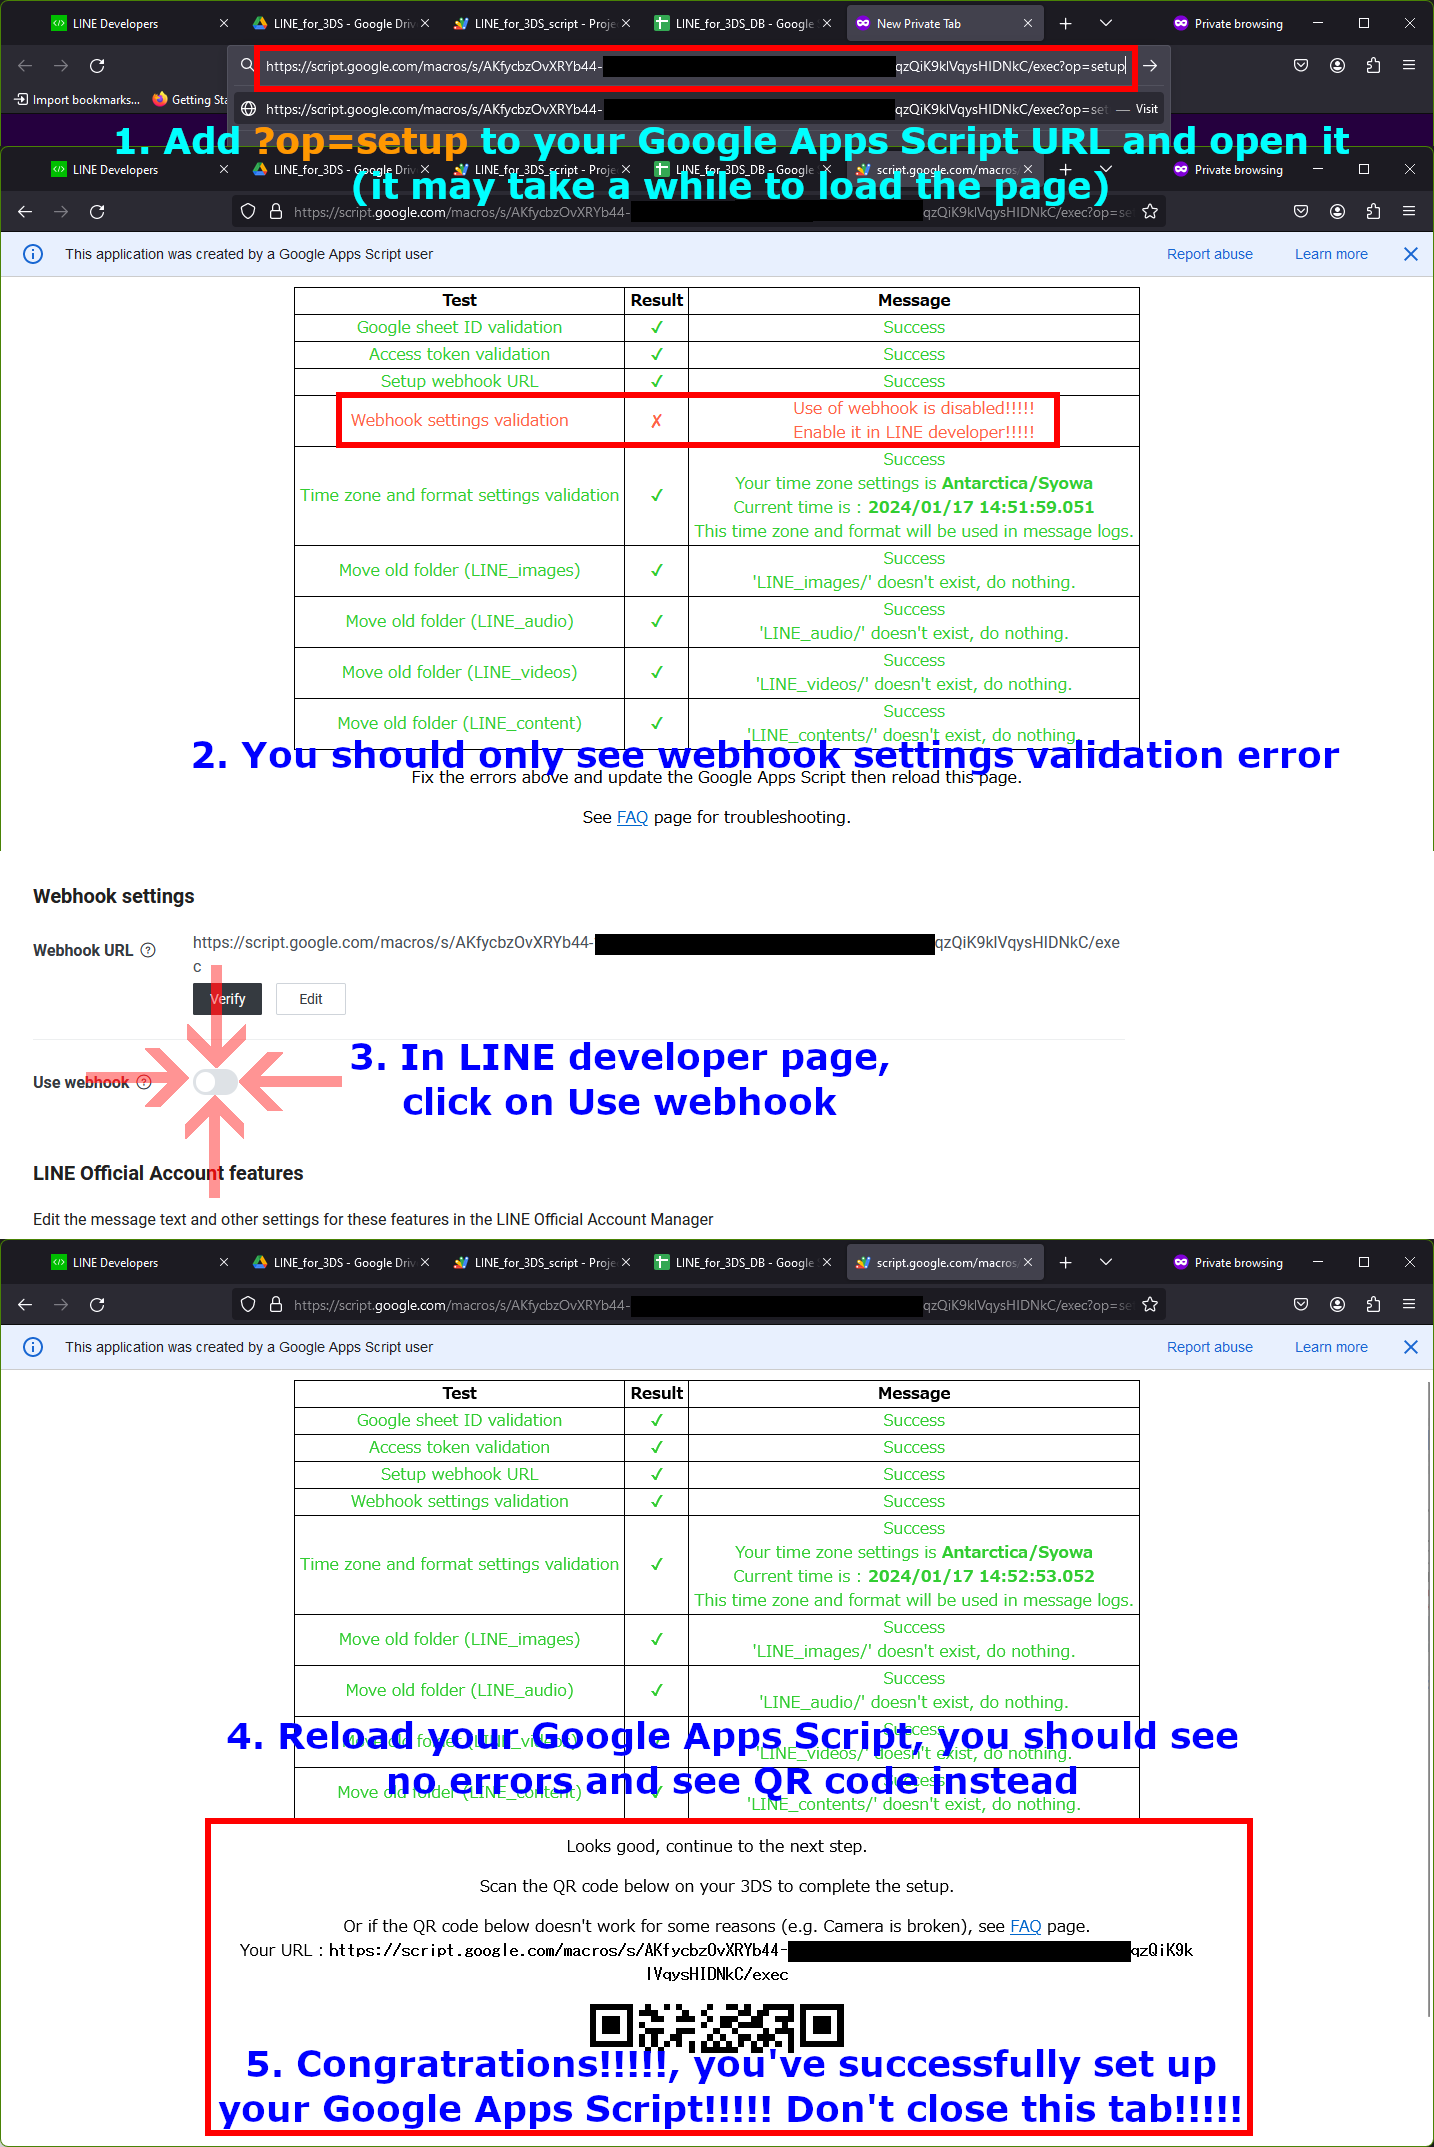 LINE Developers
LINE_for_3DS - Google Driv
LINE_for_3DS_script - Proje
LINE_for_3DS_DB - Google
New Private Tab
Private browsing
https://script.google.com/macros/s/AKfycbzOvXRYb44- qzQiK9klVqysHIDNkC/exec?op=setup
Import bookmarks...
Getting Sta
https://script.google.com/macros/s/AKfycbzOvXRYb44- qzQiK9klVqysHIDNkC/exec?op=set — Visit
1. Add ?op=setup to your Google Apps Script URL and open it
(it may take a while to load the page)
LINE Developers
LINE_for_3DS - Google Driv
LINE_for_3DS_script - Proje
LINE_for_3DS_DB - Google
script.google.com/macros/
Private browsing
https://script.google.com/macros/s/AKfycbzOvXRYb44- qzQiK9klVqysHIDNkC/exec?op=se
This application was created by a Google Apps Script user
Report abuse
Learn more
Test Result Message
Google sheet ID validation ✓ Success
Access token validation ✓ Success
Setup webhook URL ✓ Success
Webhook settings validation ✗ Use of webhook is disabled!!!!!
Enable it in LINE developer!!!!!
Time zone and format settings validation ✓ Success
Your time zone settings is Antarctica/Syowa
Current time is : 2024/01/17 14:51:59.051
This time zone and format will be used in message logs.
Move old folder (LINE_images) ✓ Success
'LINE_images/' doesn't exist, do nothing.
Move old folder (LINE_audio) ✓ Success
'LINE_audio/' doesn't exist, do nothing.
Move old folder (LINE_videos) ✓ Success
'LINE_videos/' doesn't exist, do nothing.
Move old folder (LINE_content) ✓ Success
'LINE_contents/' doesn't exist, do nothing.
2. You should only see webhook settings validation error
Fix the errors above and update the Google Apps Script then reload this page.
See FAQ page for troubleshooting.
Webhook settings
Webhook URL
https://script.google.com/macros/s/AKfycbzOvXRYb44- qzQiK9klVqysHIDNkC/exe
c
Verify
Edit
Use webhook
3. In LINE developer page,
click on Use webhook
LINE Official Account features
Edit the message text and other settings for these features in the LINE Official Account Manager
LINE Developers
LINE_for_3DS - Google Driv
LINE_for_3DS_script - Proje
LINE_for_3DS_DB - Google
script.google.com/macros/
Private browsing
https://script.google.com/macros/s/AKfycbzOvXRYb44- qzQiK9klVqysHIDNkC/exec?op=se
This application was created by a Google Apps Script user
Report abuse
Learn more
Test Result Message
Google sheet ID validation ✓ Success
Access token validation ✓ Success
Setup webhook URL ✓ Success
Webhook settings validation ✓ Success
Time zone and format settings validation ✓ Success
Your time zone settings is Antarctica/Syowa
Current time is : 2024/01/17 14:52:53.052
This time zone and format will be used in message logs.
Move old folder (LINE_images) ✓ Success
'LINE_images/' doesn't exist, do nothing.
Move old folder (LINE_audio) ✓ Success
'LINE_audio/' doesn't exist, do nothing.
Move old folder (LINE_videos) ✓ Success
'LINE_videos/' doesn't exist, do nothing.
Move old folder (LINE_content) ✓ Success
'LINE_contents/' doesn't exist, do nothing.
4. Reload your Google Apps Script, you should see
no errors and see QR code instead
Looks good, continue to the next step.
Scan the QR code below on your 3DS to complete the setup.
Or if the QR code below doesn't work for some reasons (e.g. Camera is broken), see FAQ page.
Your URL : https://script.google.com/macros/s/AKfycbzOvXRYb44- qzQiK9k
lVqysHIDNkC/exec
5. Congratrations!!!!!, you've successfully set up
your Google Apps Script!!!!! Don't close this tab!!!!!